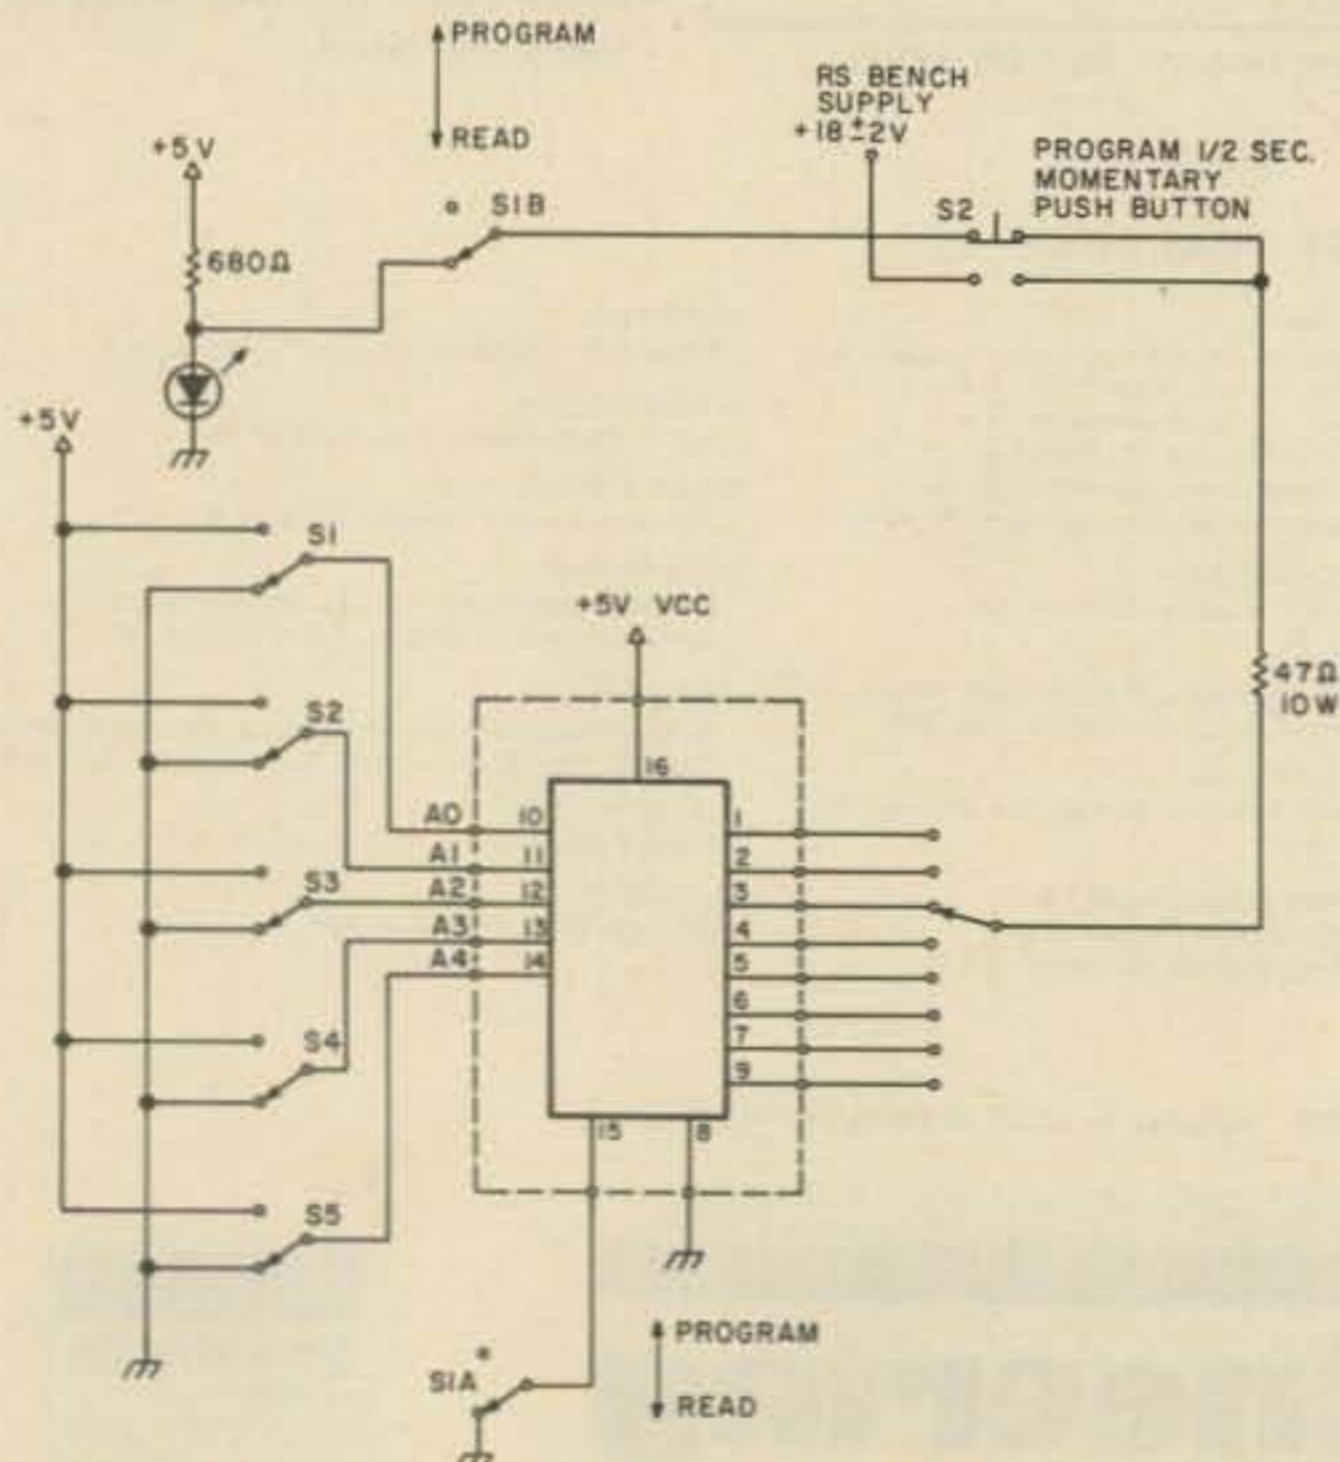 PROGRAM
READ
RS BENCH
SUPPLY
+18±2V
PROGRAM 1/2 SEC.
MOMENTARY
PUSH BUTTON
S2
+5V
S1B
680Ω
+5V
S1
+5V VCC
47Ω
10W
S2
16
A0 10 1
A1 11 2
S3 A2 12 3
A3 13 4
A4 14 5
6
7
9
S4
15 8
S5
PROGRAM
READ
S1A